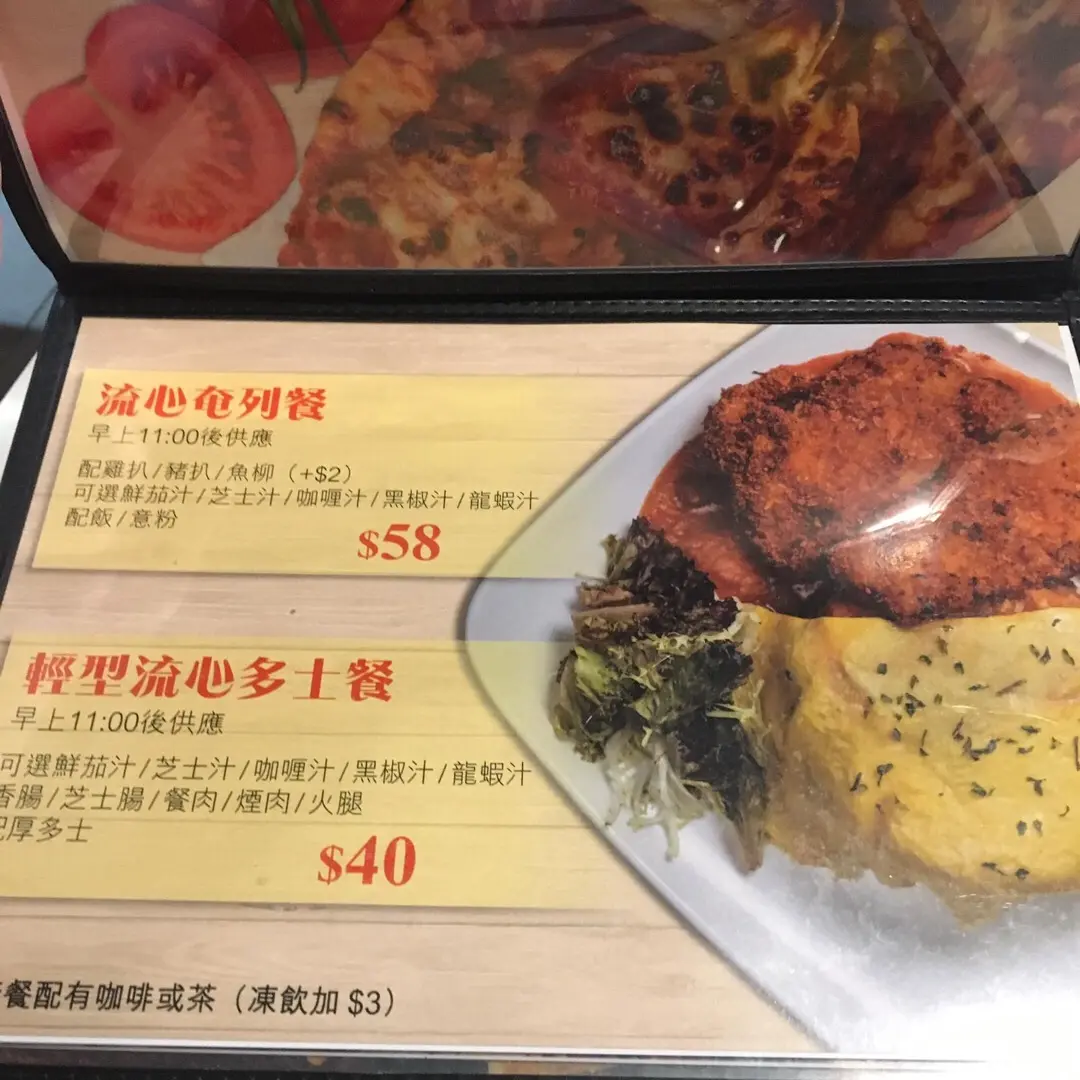 流心奄列餐
早上11:00後供應
配雞扒/豬扒/魚柳（+$2）
可選鮮茄汁/芝士汁/咖喱汁/黑椒汁/龍蝦汁
配飯/意粉
$58
輕型流心多士餐
早上11:00後供應
可選鮮茄汁/芝士汁/咖喱汁/黑椒汁/龍蝦汁
香腸/芝士腸/餐肉/煙肉/火腿
配厚多士
$40
餐配有咖啡或茶（凍飲加 $3）